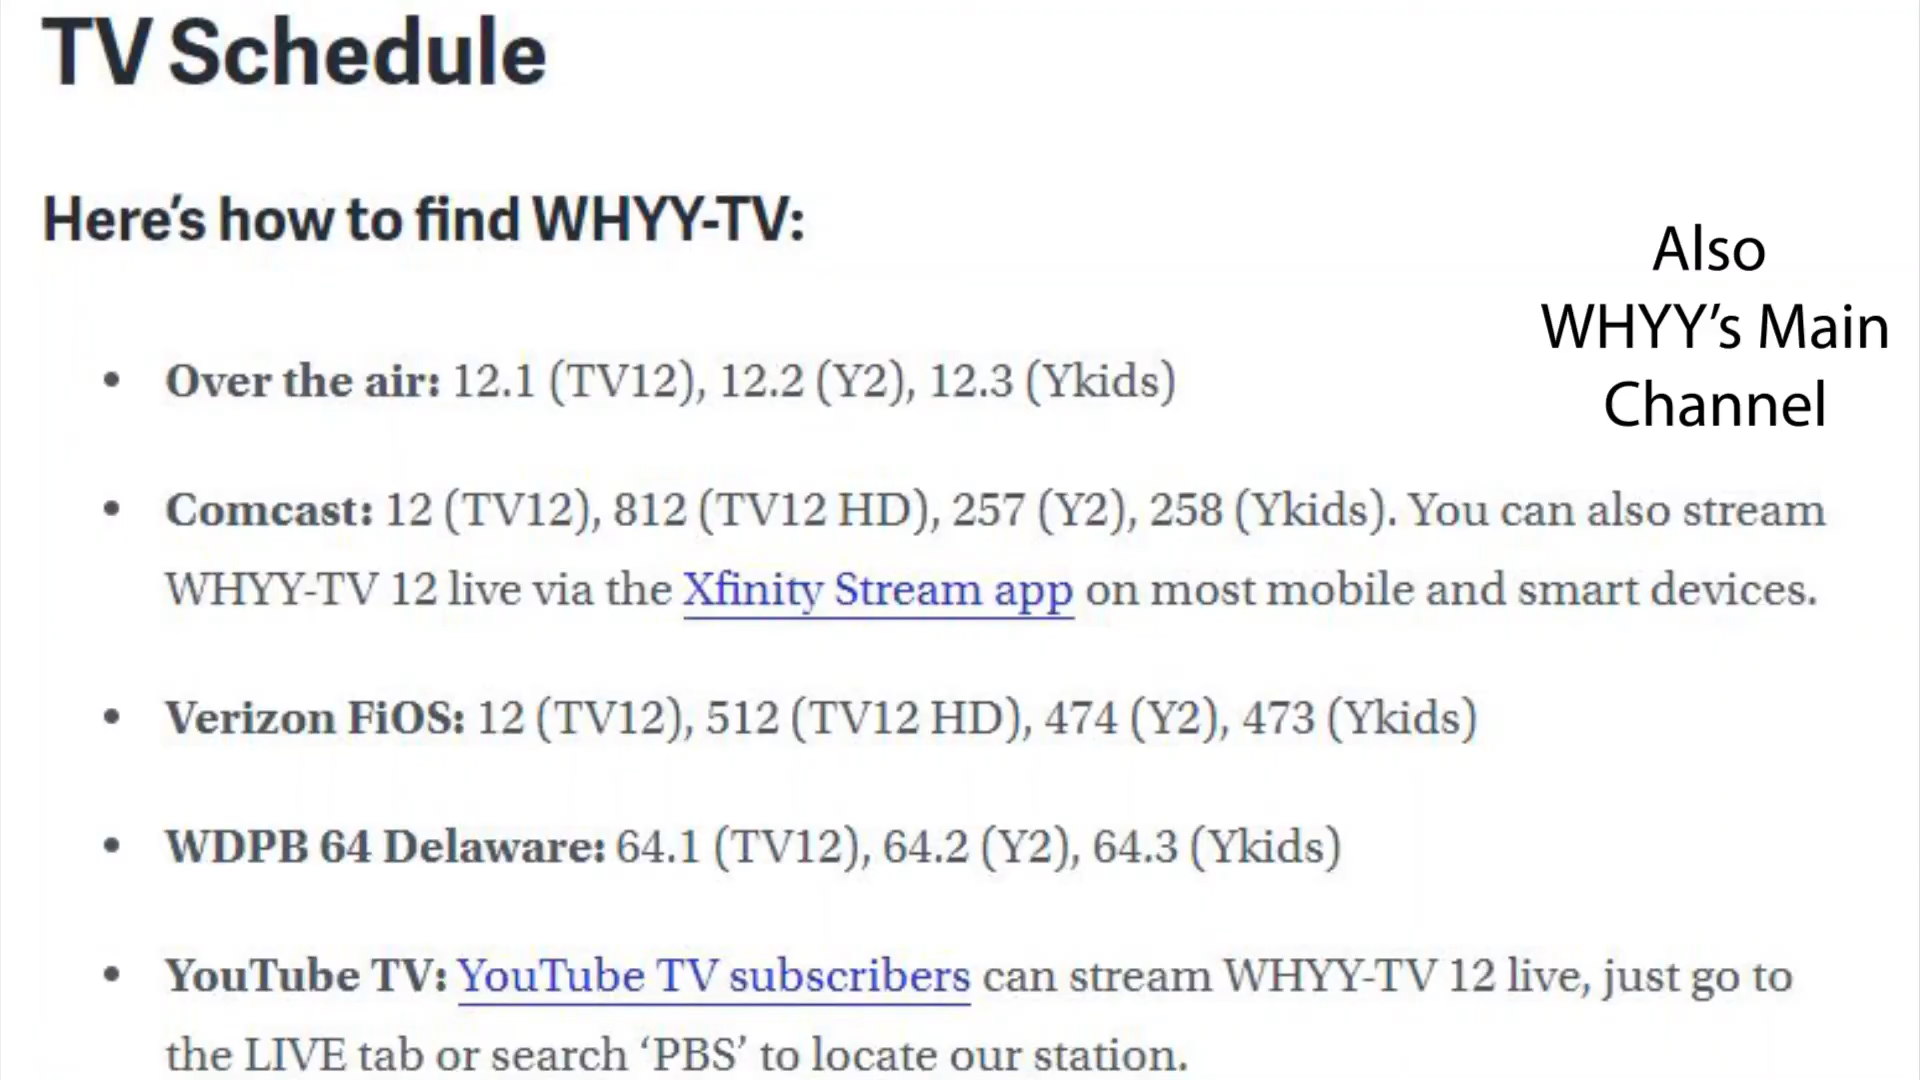 TV Schedule
Here’s how to find WHYY-TV:
Also
WHYY’s Main
Channel
• Over the air: 12.1 (TV12), 12.2 (Y2), 12.3 (Ykids)
• Comcast: 12 (TV12), 812 (TV12 HD), 257 (Y2), 258 (Ykids). You can also stream
WHYY-TV 12 live via the Xfinity Stream app on most mobile and smart devices.
• Verizon FiOS: 12 (TV12), 512 (TV12 HD), 474 (Y2), 473 (Ykids)
• WDPB 64 Delaware: 64.1 (TV12), 64.2 (Y2), 64.3 (Ykids)
• YouTube TV: YouTube TV subscribers can stream WHYY-TV 12 live, just go to
the LIVE tab or search ‘PBS’ to locate our station.